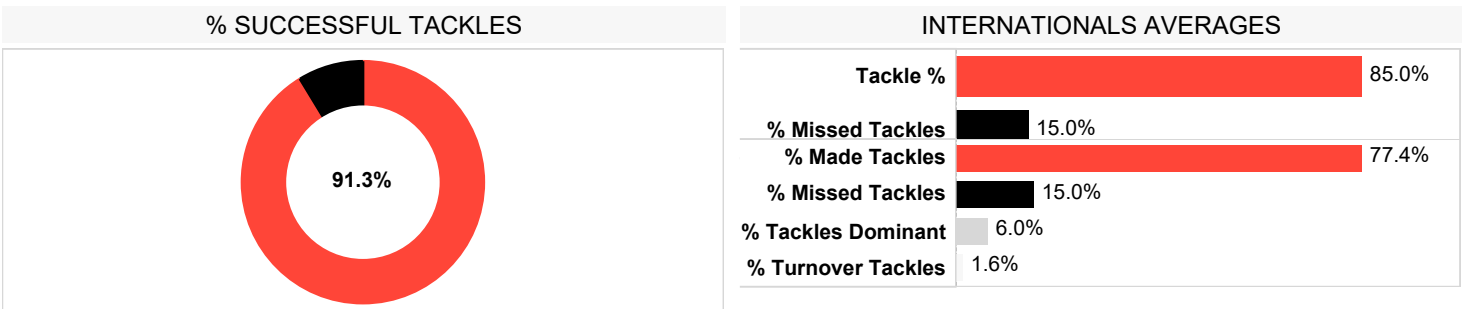 % SUCCESSFUL TACKLES
91.3%
INTERNATIONALS AVERAGES
Tackle % 85.0%
% Missed Tackles 15.0%
% Made Tackles 77.4%
% Missed Tackles 15.0%
% Tackles Dominant 6.0%
% Turnover Tackles 1.6%